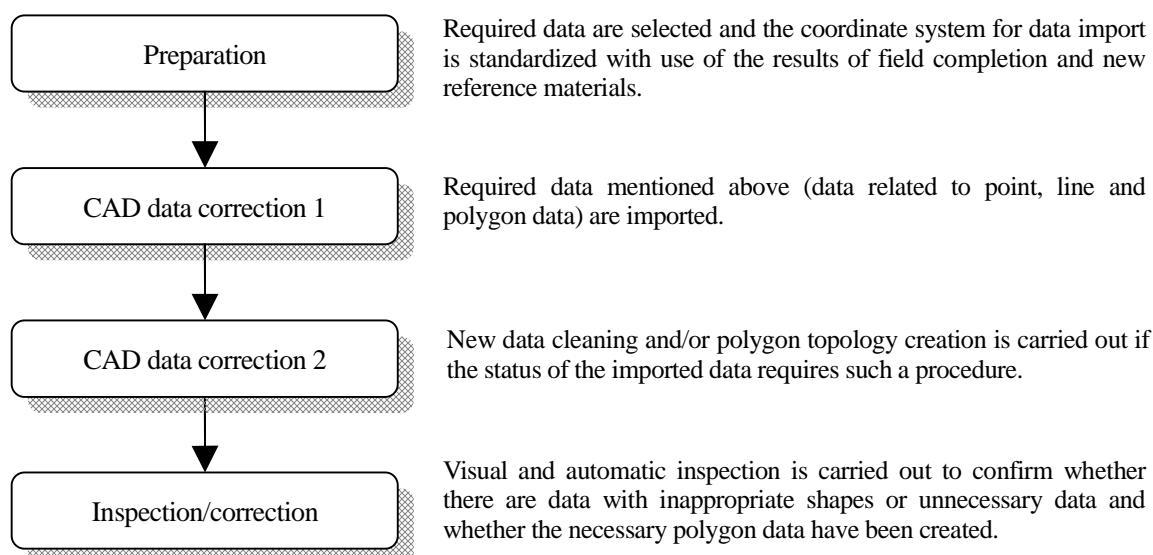 Preparation
Required data are selected and the coordinate system for data import
is standardized with use of the results of field completion and new
reference materials.
CAD data correction 1
Required data mentioned above (data related to point, line and
polygon data) are imported.
CAD data correction 2
New data cleaning and/or polygon topology creation is carried out if
the status of the imported data requires such a procedure.
Inspection/correction
Visual and automatic inspection is carried out to confirm whether
there are data with inappropriate shapes or unnecessary data and
whether the necessary polygon data have been created.